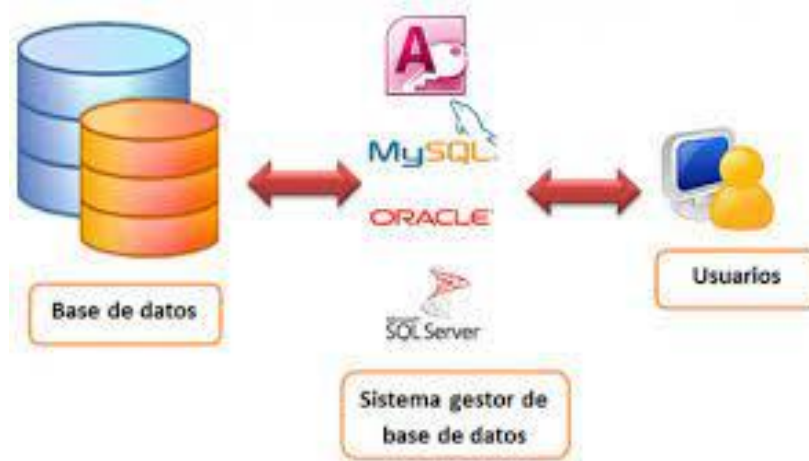 A
MySQL
ORACLE
SQL Server
Base de datos
Usuarios
Sistema gestor de
base de datos